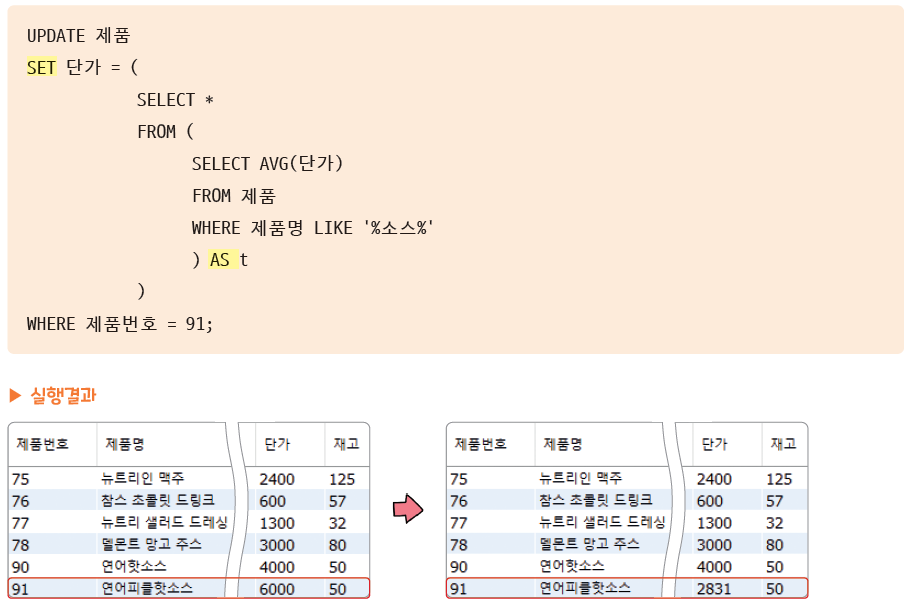 UPDATE 제품
SET 단가 = (
SELECT *
FROM (
SELECT AVG(단가)
FROM 제품
WHERE 제품명 LIKE '%소스%'
) AS t
)
WHERE 제품번호 = 91;
▶ 실행결과
제품번호 제품명 단가 재고
75 뉴트리인 맥주 2400 125
76 참스 초콜릿 드링크 600 57
77 뉴트리 샐러드 드레싱 1300 32
78 델몬트 망고 주스 3000 80
90 연어핫소스 4000 50
91 연어피클핫소스 6000 50
제품번호 제품명 단가 재고
75 뉴트리인 맥주 2400 125
76 참스 초콜릿 드링크 600 57
77 뉴트리 샐러드 드레싱 1300 32
78 델몬트 망고 주스 3000 80
90 연어핫소스 4000 50
91 연어피클핫소스 2831 50